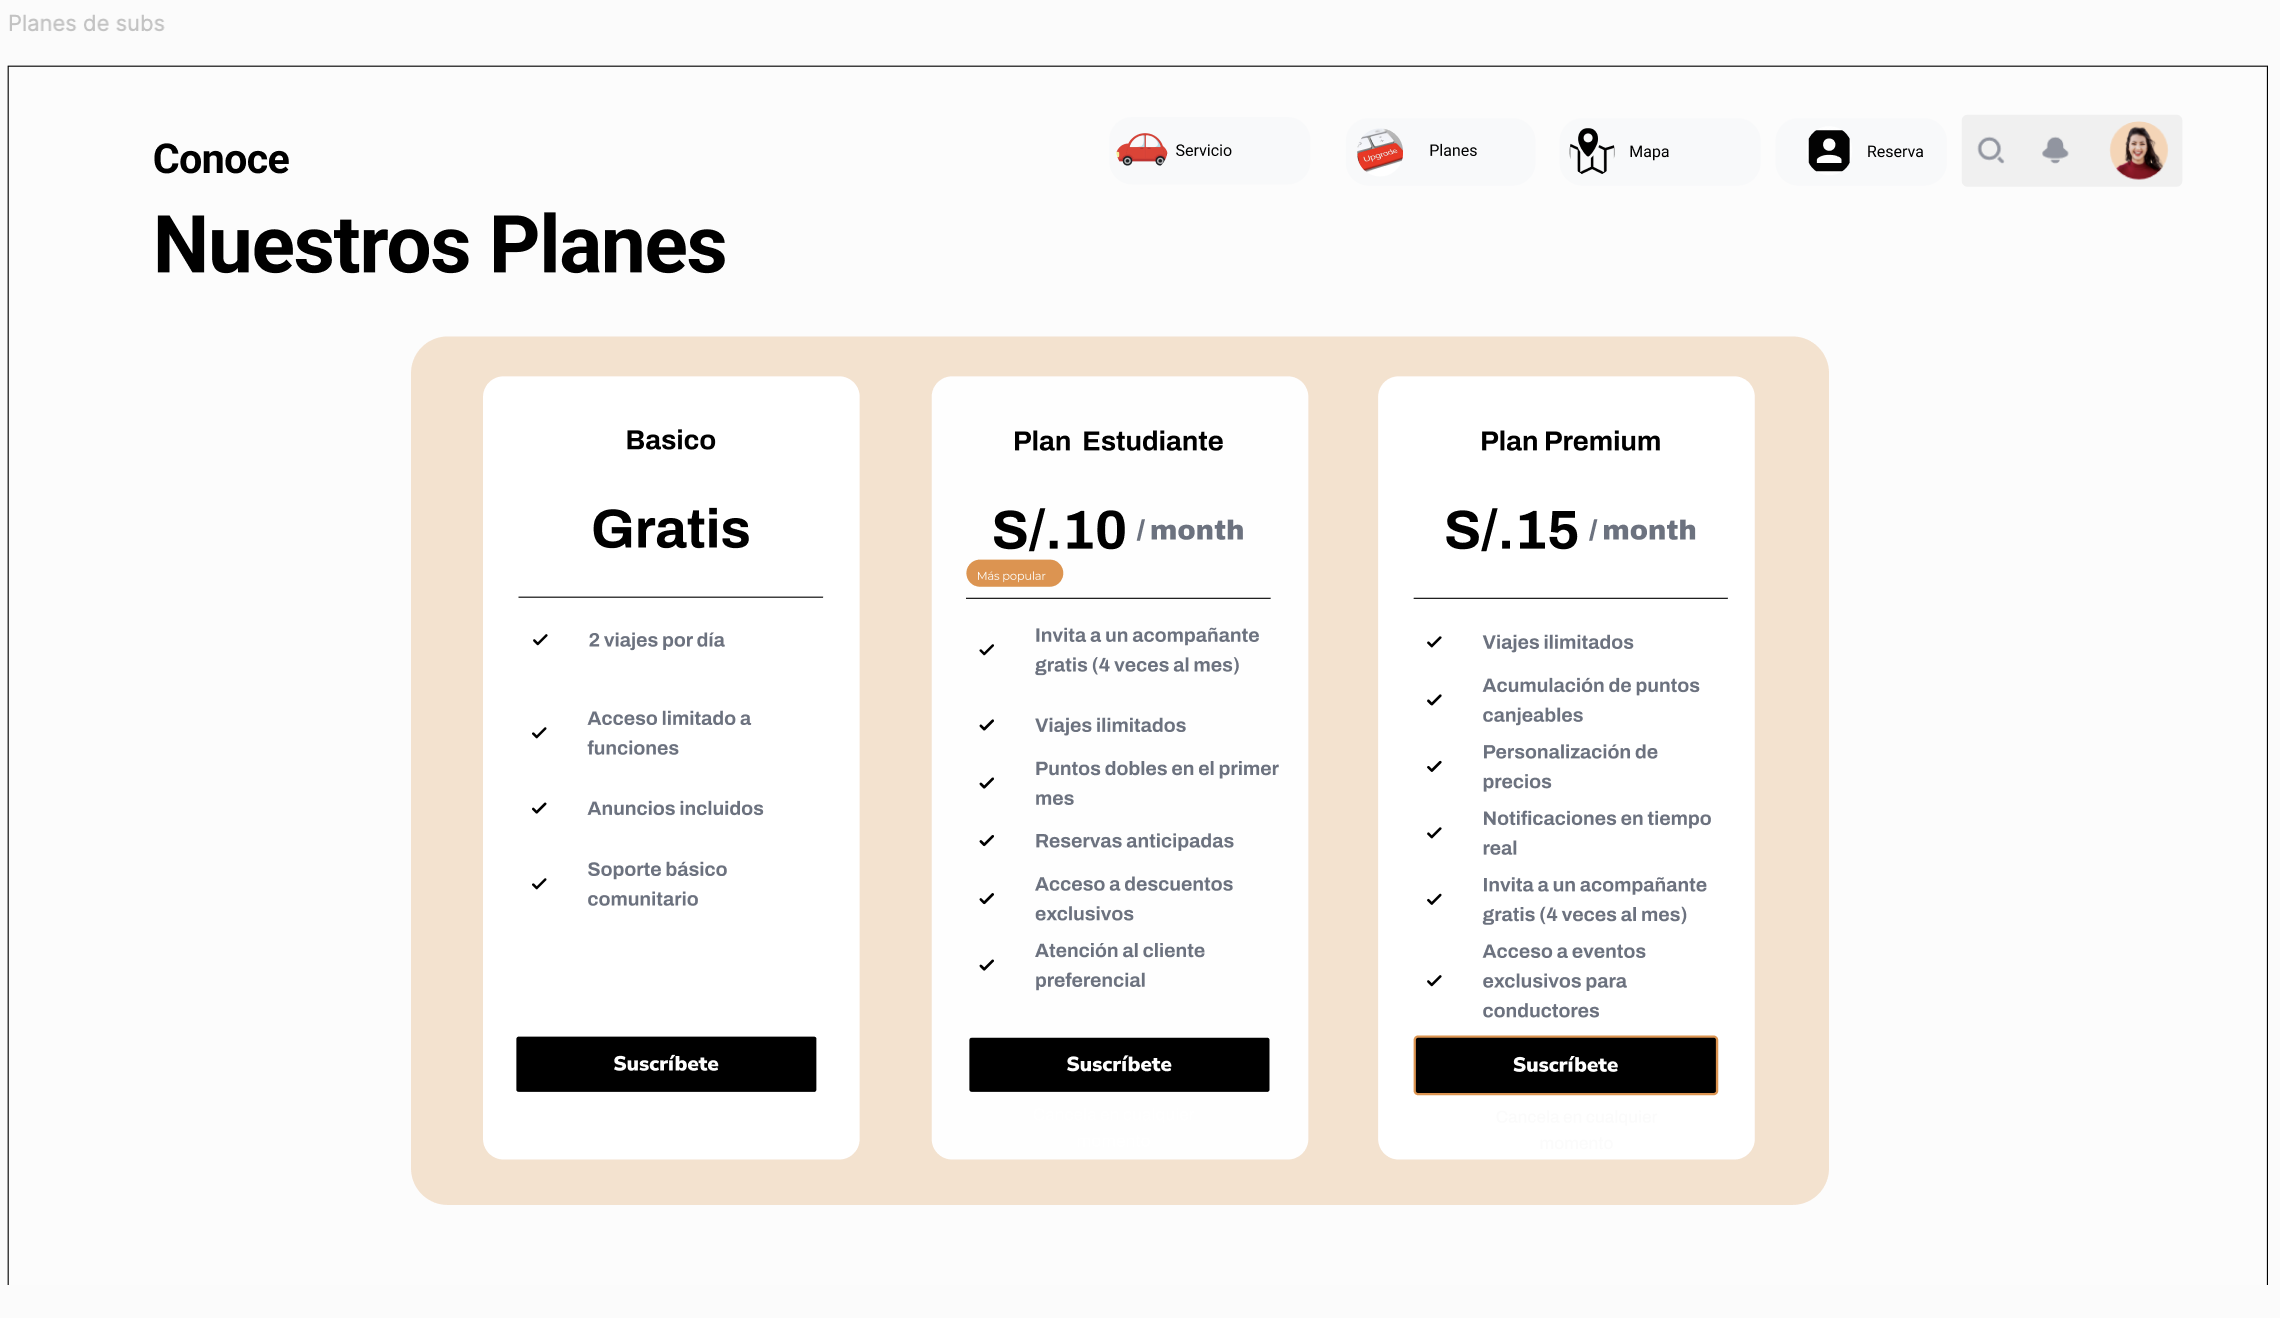 Planes de subs
Conoce
Nuestros Planes
Servicio
Upgrade
Planes
Mapa
Reserva
Basico
Gratis
2 viajes por día
Acceso limitado a
funciones
Anuncios incluidos
Soporte básico
comunitario
Suscríbete
Plan Estudiante
S/.10 / month
Más popular
Invita a un acompañante
gratis (4 veces al mes)
Viajes ilimitados
Puntos dobles en el primer
mes
Reservas anticipadas
Acceso a descuentos
exclusivos
Atención al cliente
preferencial
Suscríbete
Plan Premium
S/.15 / month
Viajes ilimitados
Acumulación de puntos
canjeables
Personalización de
precios
Notificaciones en tiempo
real
Invita a un acompañante
gratis (4 veces al mes)
Acceso a eventos
exclusivos para
conductores
Suscríbete